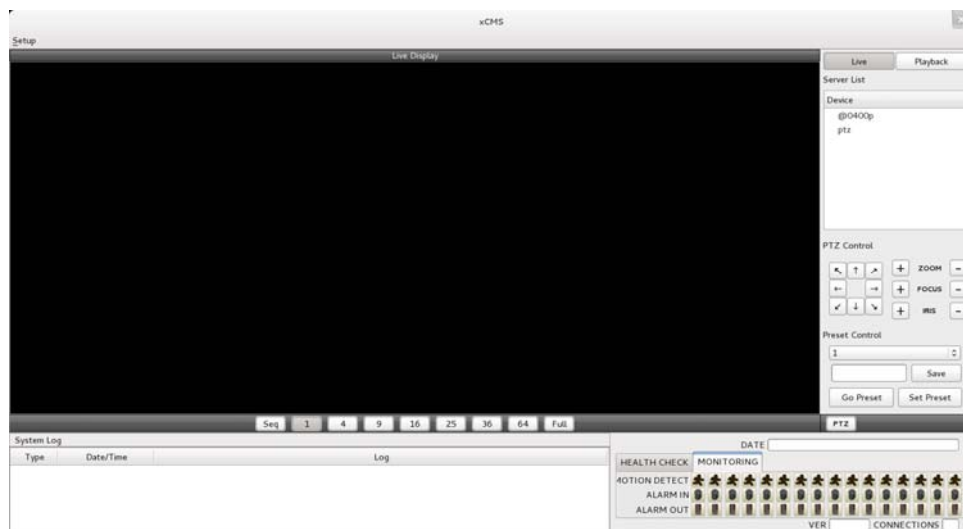 xCMS
Setup
Live Display
Live Playback
Server List
Device
@0400p
ptz
PTZ Control
+ ZOOM -
+ FOCUS -
+ IRIS -
Preset Control
1
Save
Go Preset Set Preset
Seq 1 4 9 16 25 36 64 Full PTZ
System Log
Type Date/Time Log
DATE
HEALTH CHECK MONITORING
MOTION DETECT
ALARM IN
ALARM OUT
VER CONNECTIONS